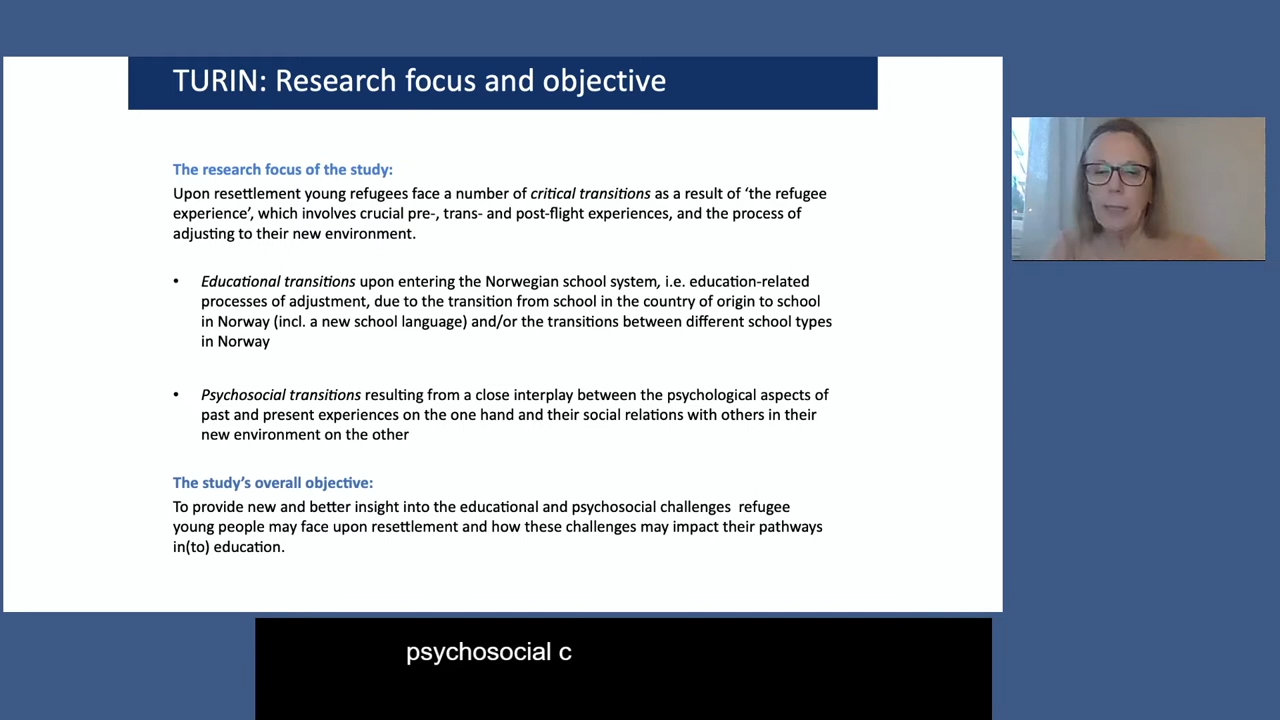 TURIN: Research focus and objective
The research focus of the study:
Upon resettlement young refugees face a number of critical transitions as a result of ‘the refugee
experience’, which involves crucial pre-, trans- and post-flight experiences, and the process of
adjusting to their new environment.
• Educational transitions upon entering the Norwegian school system, i.e. education-related
processes of adjustment, due to the transition from school in the country of origin to school
in Norway (incl. a new school language) and/or the transitions between different school types
in Norway
• Psychosocial transitions resulting from a close interplay between the psychological aspects of
past and present experiences on the one hand and their social relations with others in their
new environment on the other
The study’s overall objective:
To provide new and better insight into the educational and psychosocial challenges refugee
young people may face upon resettlement and how these challenges may impact their pathways
in(to) education.
psychosocial c